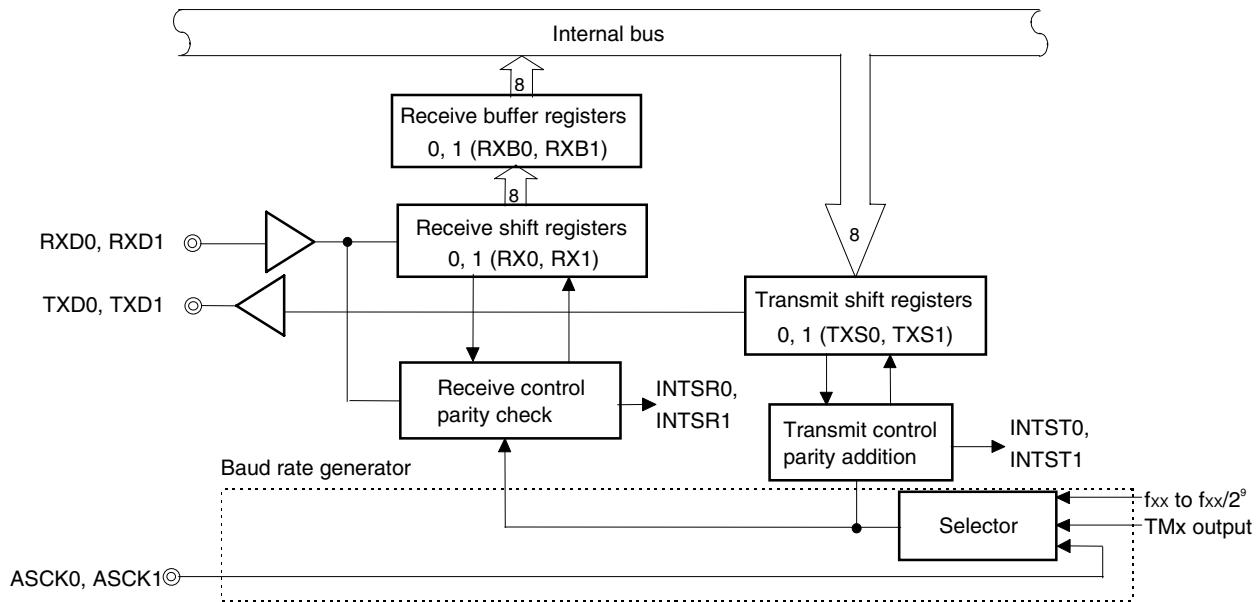 Internal bus
8
Receive buffer registers
0, 1 (RXB0, RXB1)
8
Receive shift registers
0, 1 (RX0, RX1)
RXD0, RXD1
8
TXD0, TXD1
Transmit shift registers
0, 1 (TXS0, TXS1)
Receive control
parity check
INTSR0,
INTSR1
Transmit control
parity addition
INTST0,
INTST1
Baud rate generator
Selector
fxx to fxx/2⁹
TMx output
ASCK0, ASCK1